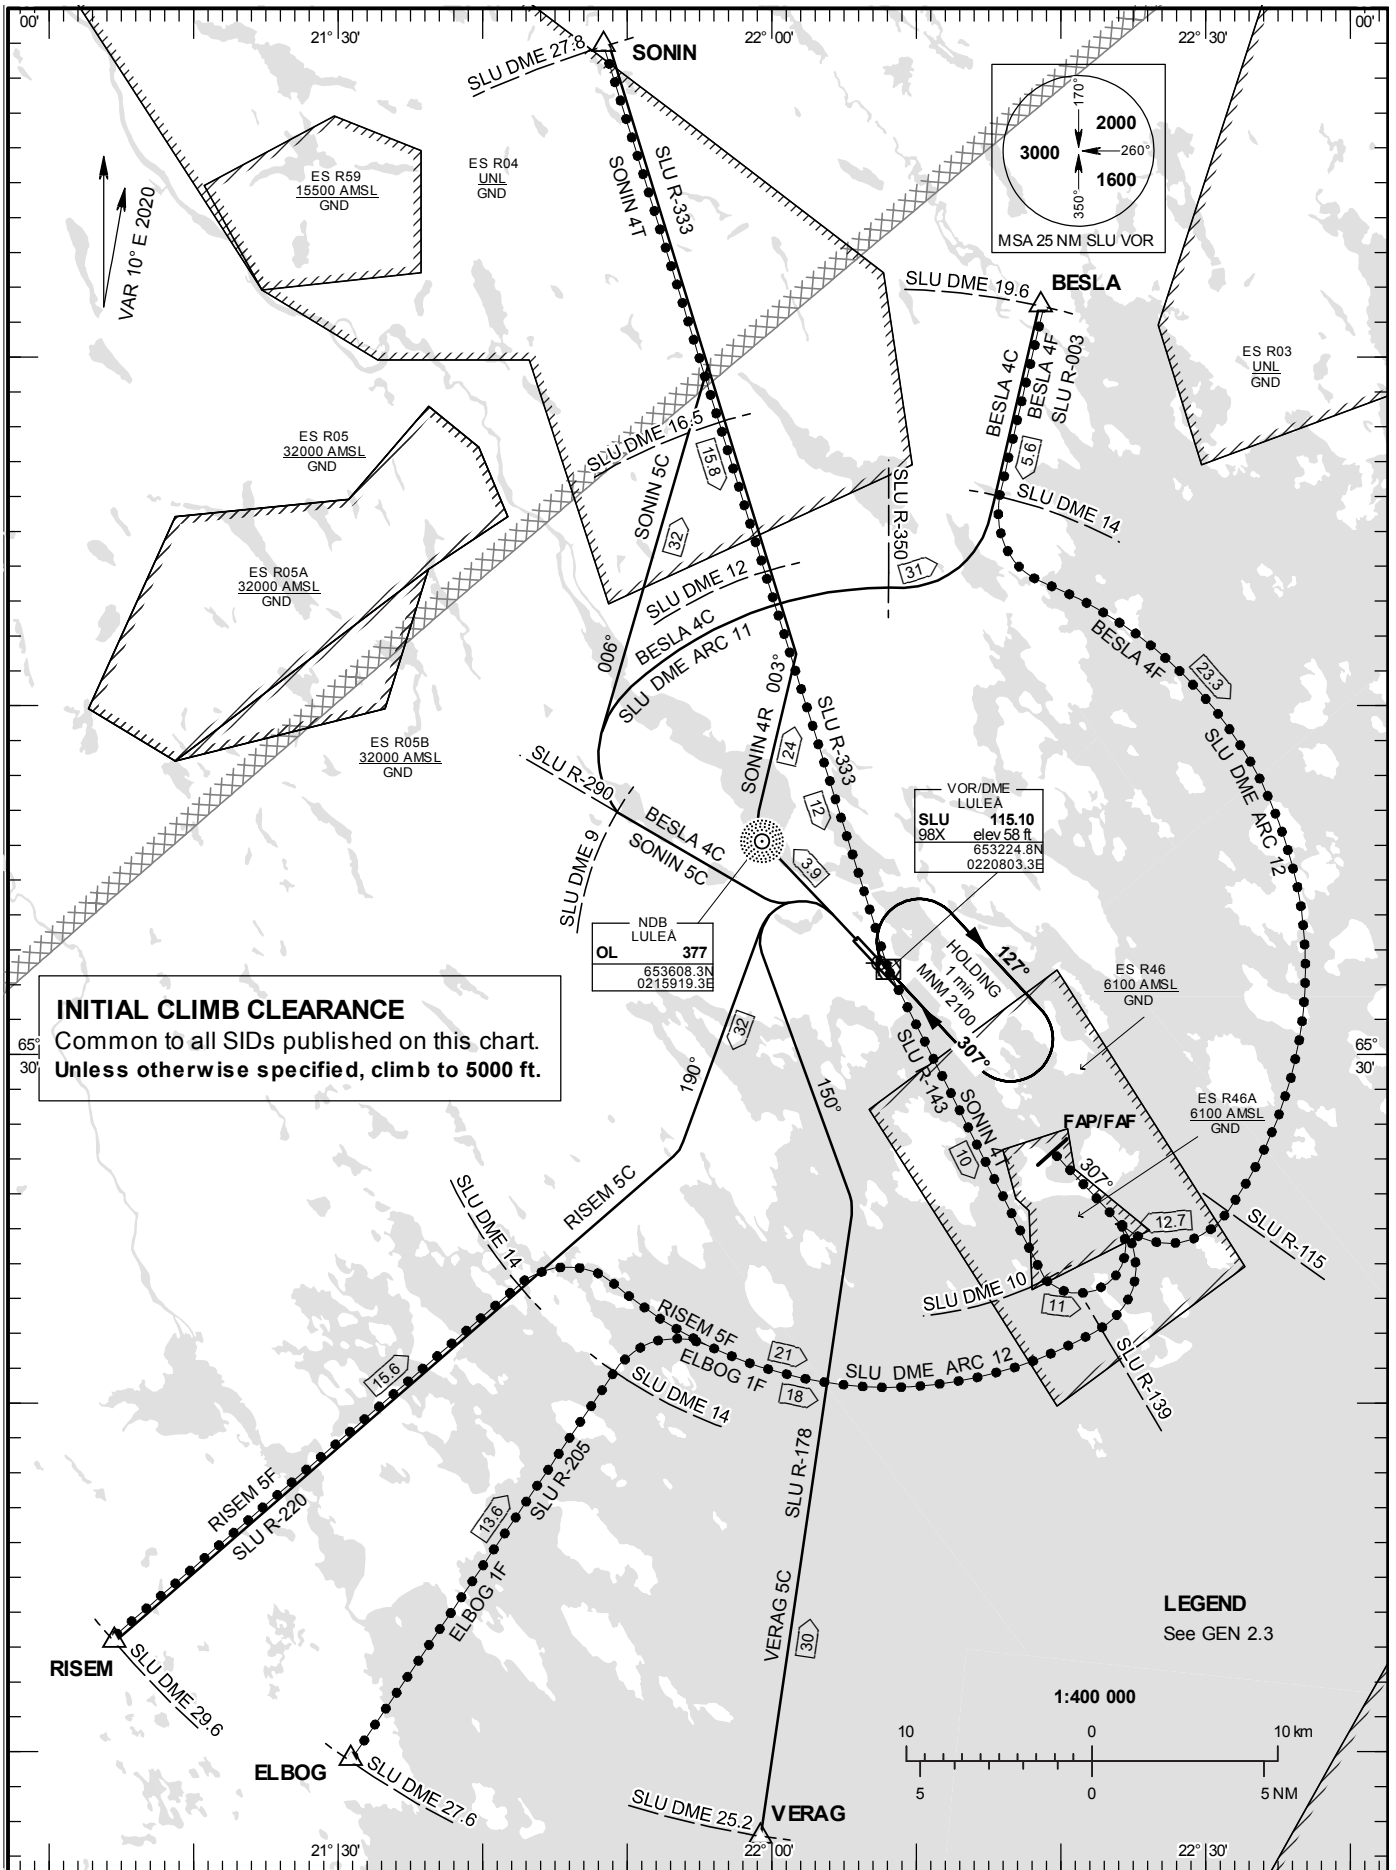 00'
21° 30'
22° 00'
22° 30'
00'
SLU DME 27.8
SONIN
170°
2000
3000
260°
1600
350°
MSA 25 NM SLU VOR
ES R59
15500 AMSL
GND
ES R04
UNL
GND
VAR 10° E 2020
SLU R-333
SONIN 4T
SLU DME 19.6
BESLA
BESLA 4C
BESLA 4F
SLU R-003
5.6
ES R03
UNL
GND
ES R05
32000 AMSL
GND
SLU DME 16.5
15.8
SONIN 5C
32
SLU R-350
SLU DME 14
ES R05A
32000 AMSL
GND
SLU DME 12
31
BESLA 4C
SLU DME ARC 11
006°
BESLA 4F
23.3
SLU DME ARC 12
SONIN 4R 003°
24
SLU R-333
12
ES R05B
32000 AMSL
GND
SLU R-290
BESLA 4C
SONIN 5C
SLU DME 9
3.9
VOR/DME
LULEÅ
SLU 115.10
98X elev 58 ft
653224.8N
0220803.3E
NDB
LULEÅ
OL 377
653608.3N
0215919.3E
HOLDING
1 min
MNM 2100
127°
307°
ES R46
6100 AMSL
GND
INITIAL CLIMB CLEARANCE
Common to all SIDs published on this chart.
Unless otherwise specified, climb to 5000 ft.
65°
30'
65°
30'
32
190°
150°
SLU R-143
SONIN 4T
10
ES R46A
6100 AMSL
GND
FAP/FAF
307°
12.7
SLU R-115
SLU DME 14
RISEM 5C
SLU DME 10
11
RISEM 5F
ELBOG 1F
21
18
SLU DME ARC 12
SLU R-139
15.6
SLU DME 14
RISEM 5F
SLU R-220
SLU R-205
13.6
ELBOG 1F
SLU R-178
VERAG 5C
30
LEGEND
See GEN 2.3
RISEM
SLU DME 29.6
1:400 000
10 0 10 km
5 0 5 NM
ELBOG
SLU DME 27.6
SLU DME 25.2
VERAG
21° 30'
22° 00'
22° 30'